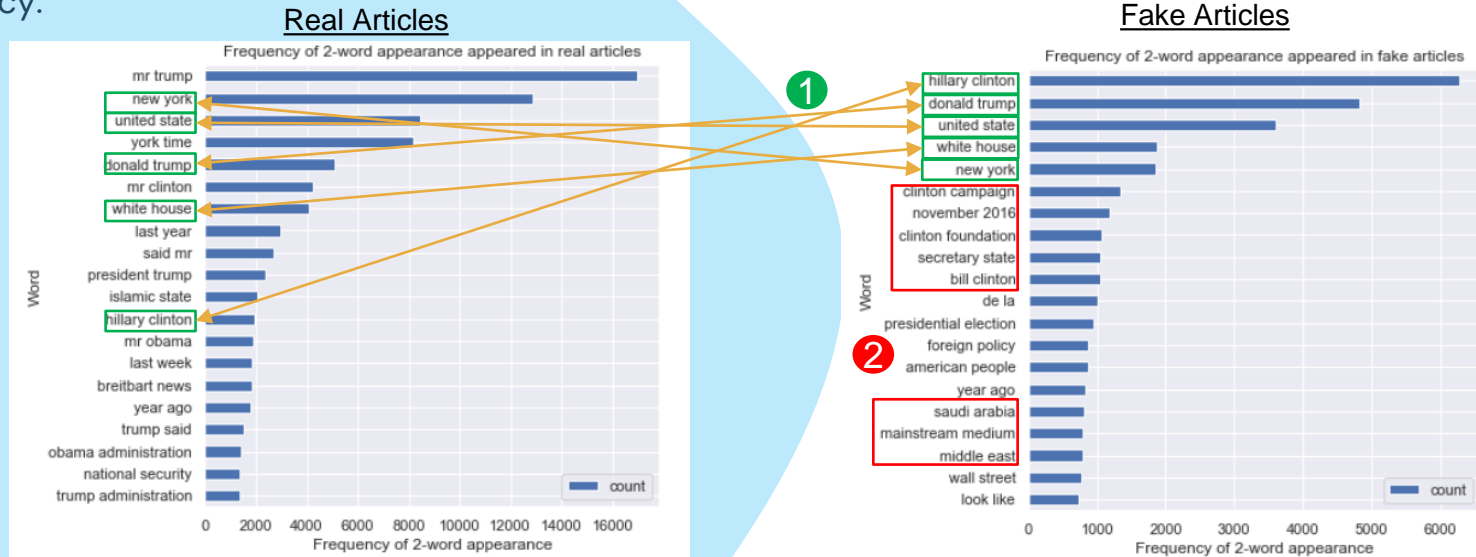 cy.
Real Articles
Frequency of 2-word appearance appeared in real articles
mr trump
new york
united state
york time
donald trump
mr clinton
white house
last year
said mr
president trump
islamic state
hillary clinton
mr obama
last week
breitbart news
year ago
trump said
obama administration
national security
trump administration
Word
count
0 2000 4000 6000 8000 10000 12000 14000 16000
Frequency of 2-word appearance
1
2
Fake Articles
Frequency of 2-word appearance appeared in fake articles
hillary clinton
donald trump
united state
white house
new york
clinton campaign
november 2016
clinton foundation
secretary state
bill clinton
de la
presidential election
foreign policy
american people
year ago
saudi arabia
mainstream medium
middle east
wall street
look like
Word
count
0 1000 2000 3000 4000 5000 6000
Frequency of 2-word appearance